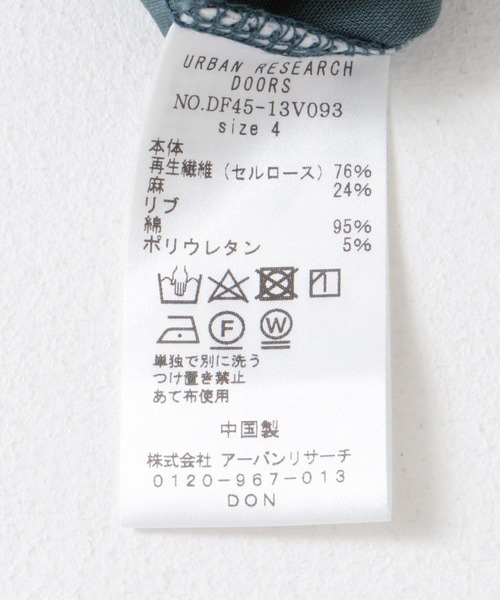 URBAN RESEARCH
DOORS
NO.DF45-13V093
size 4
本体
再生繊維（セルロース）76%
麻 24%
リブ
綿 95%
ポリウレタン 5%
F W
単独で別に洗う
つけ置き禁止
あて布使用
中国製
株式会社 アーバンリサーチ
0120-967-013
DON